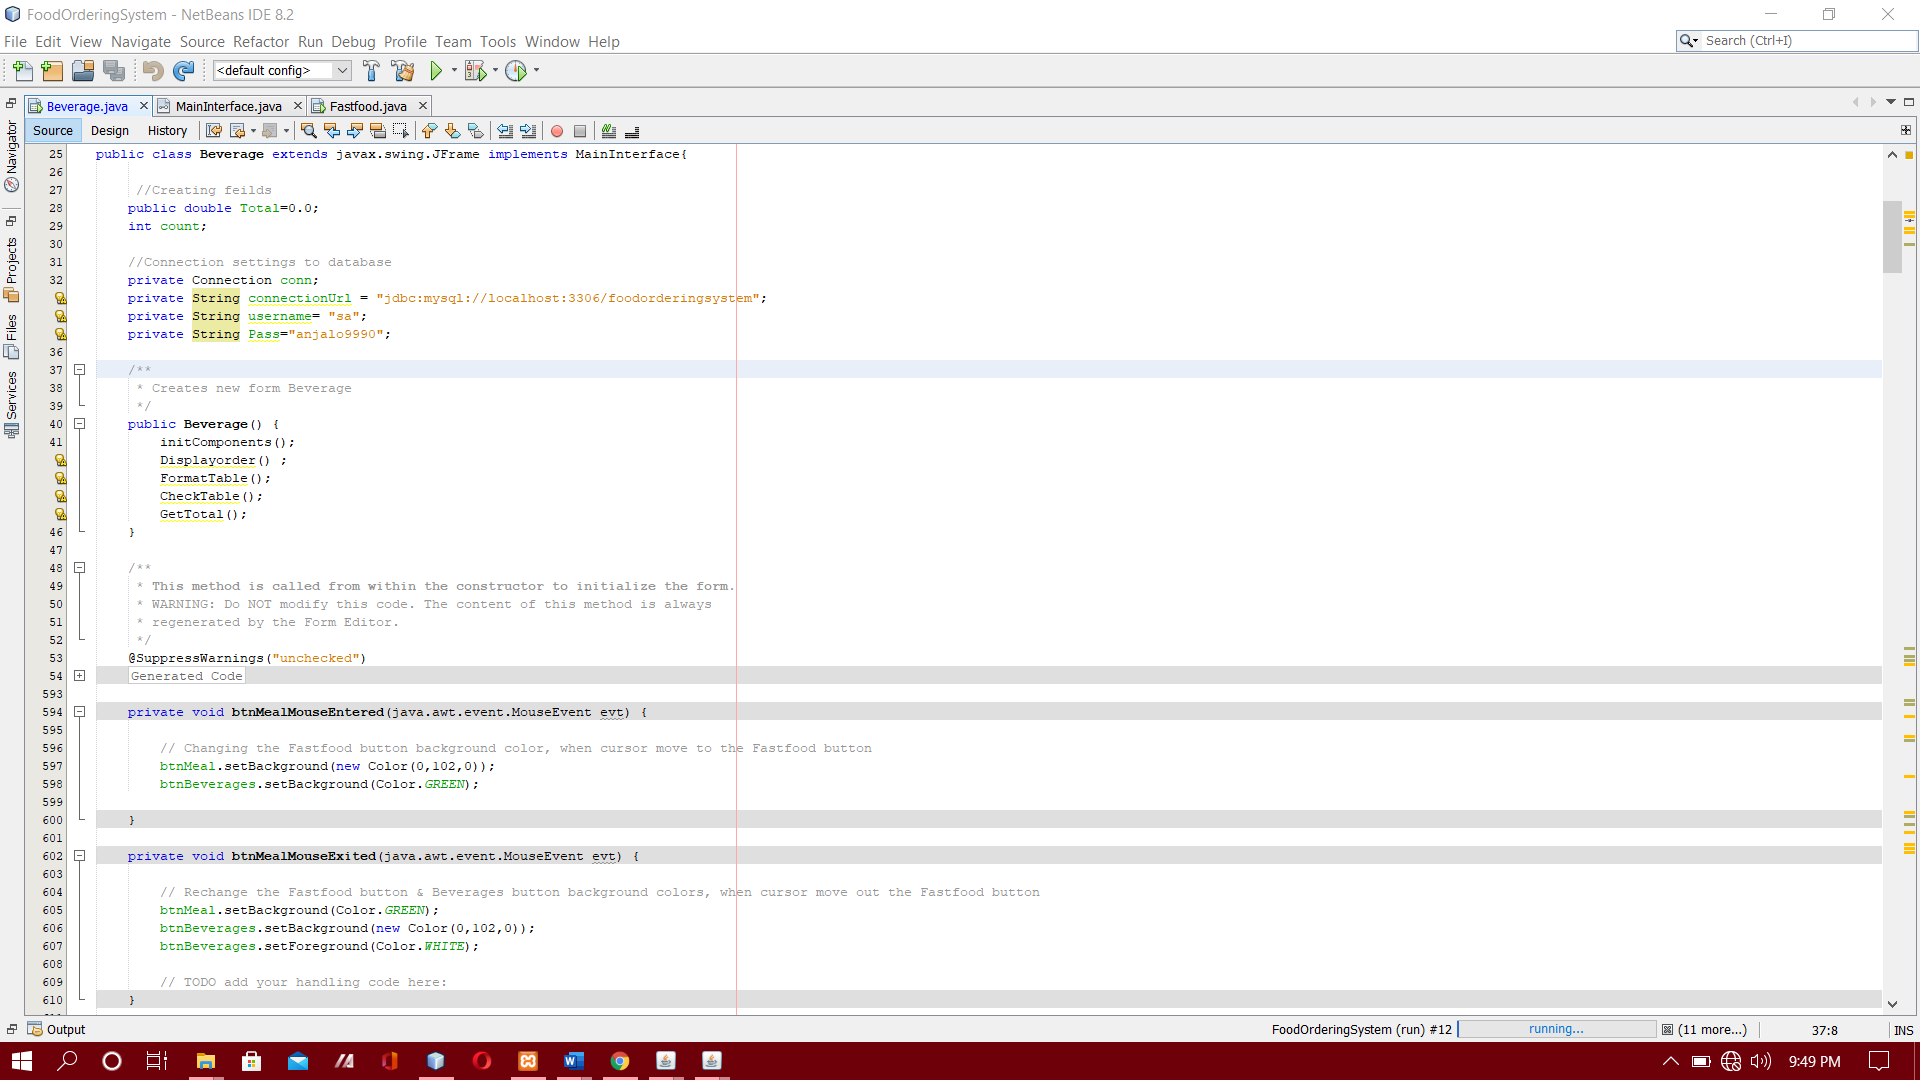 FoodOrderingSystem - NetBeans IDE 8.2
File Edit View Navigate Source Refactor Run Debug Profile Team Tools Window Help
Search (Ctrl+I)
<default config>
Beverage.java
MainInterface.java
Fastfood.java
Source Design History
Navigator
Projects
Files
Services
25 public class Beverage extends javax.swing.JFrame implements MainInterface{
26
27 //Creating feilds
28 public double Total=0.0;
29 int count;
30
31 //Connection settings to database
32 private Connection conn;
private String connectionUrl = "jdbc:mysql://localhost:3306/foodorderingsystem";
private String username= "sa";
private String Pass="anjalo9990";
36
37 /**
38 * Creates new form Beverage
39 */
40 public Beverage() {
41 initComponents();
Displayorder() ;
FormatTable();
CheckTable();
GetTotal();
46 }
47
48 /**
49 * This method is called from within the constructor to initialize the form.
50 * WARNING: Do NOT modify this code. The content of this method is always
51 * regenerated by the Form Editor.
52 */
53 @SuppressWarnings("unchecked")
54 Generated Code
593
594 private void btnMealMouseEntered(java.awt.event.MouseEvent evt) {
595
596 // Changing the Fastfood button background color, when cursor move to the Fastfood button
597 btnMeal.setBackground(new Color(0,102,0));
598 btnBeverages.setBackground(Color.GREEN);
599
600 }
601
602 private void btnMealMouseExited(java.awt.event.MouseEvent evt) {
603
604 // Rechange the Fastfood button & Beverages button background colors, when cursor move out the Fastfood button
605 btnMeal.setBackground(Color.GREEN);
606 btnBeverages.setBackground(new Color(0,102,0));
607 btnBeverages.setForeground(Color.WHITE);
608
609 // TODO add your handling code here:
610 }
Output
FoodOrderingSystem (run) #12 running... (11 more...) 37:8 INS
9:49 PM